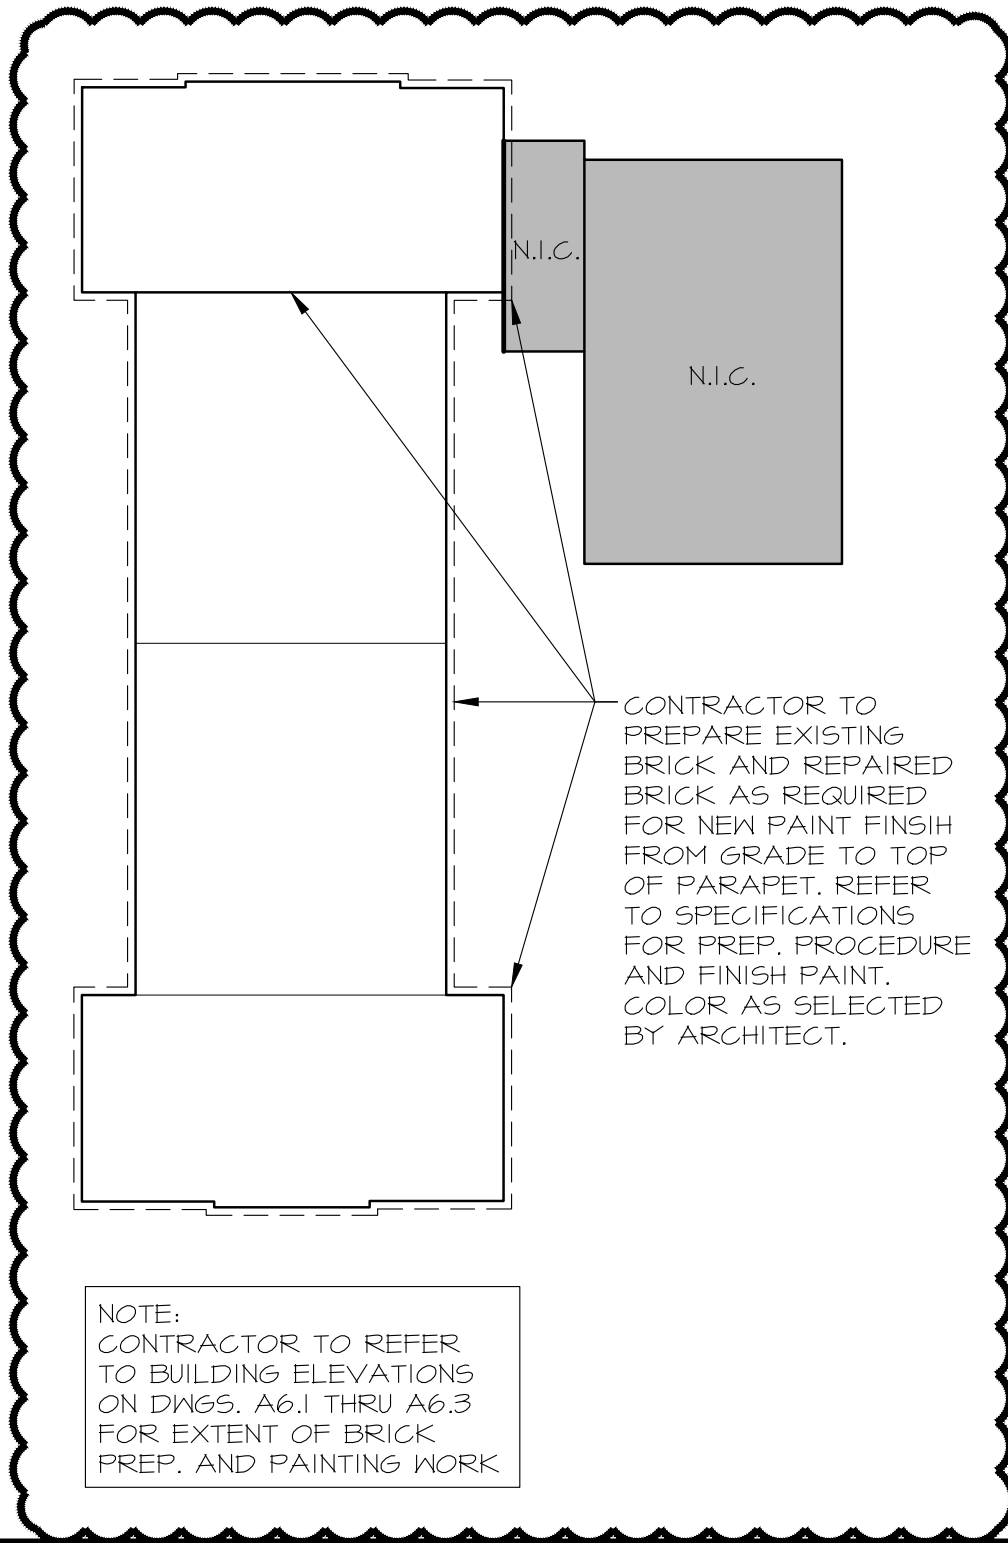 N.I.C.
N.I.C.
CONTRACTOR TO
PREPARE EXISTING
BRICK AND REPAIRED
BRICK AS REQUIRED
FOR NEW PAINT FINSIH
FROM GRADE TO TOP
OF PARAPET. REFER
TO SPECIFICATIONS
FOR PREP. PROCEDURE
AND FINISH PAINT.
COLOR AS SELECTED
BY ARCHITECT.
NOTE:
CONTRACTOR TO REFER
TO BUILDING ELEVATIONS
ON DWGS. A6.1 THRU A6.3
FOR EXTENT OF BRICK
PREP. AND PAINTING WORK